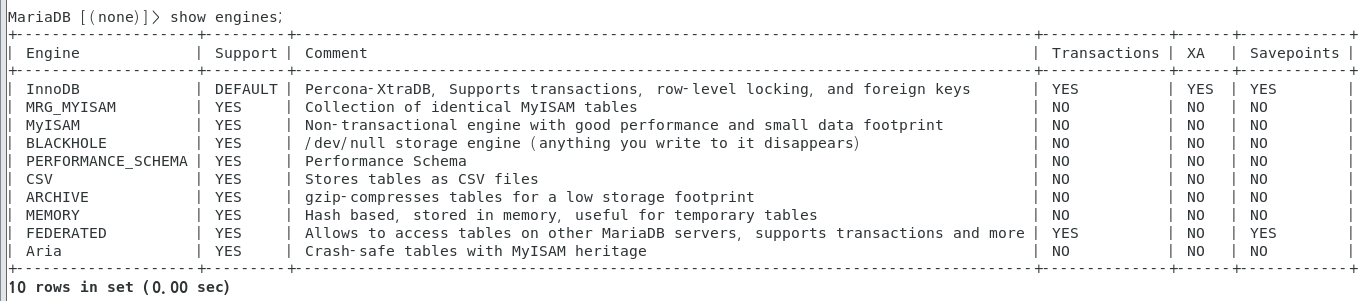 MariaDB [(none)]> show engines;
+--------------------+---------+----------------------------------------------------------------------------------+--------------+------+------------+
| Engine             | Support | Comment                                                                          | Transactions | XA   | Savepoints |
+--------------------+---------+----------------------------------------------------------------------------------+--------------+------+------------+
| InnoDB             | DEFAULT | Percona-XtraDB, Supports transactions, row-level locking, and foreign keys       | YES          | YES  | YES        |
| MRG_MYISAM         | YES     | Collection of identical MyISAM tables                                            | NO           | NO   | NO         |
| MyISAM             | YES     | Non-transactional engine with good performance and small data footprint          | NO           | NO   | NO         |
| BLACKHOLE          | YES     | /dev/null storage engine (anything you write to it disappears)                   | NO           | NO   | NO         |
| PERFORMANCE_SCHEMA | YES     | Performance Schema                                                               | NO           | NO   | NO         |
| CSV                | YES     | Stores tables as CSV files                                                       | NO           | NO   | NO         |
| ARCHIVE            | YES     | gzip-compresses tables for a low storage footprint                               | NO           | NO   | NO         |
| MEMORY             | YES     | Hash based, stored in memory, useful for temporary tables                        | NO           | NO   | NO         |
| FEDERATED          | YES     | Allows to access tables on other MariaDB servers, supports transactions and more | YES          | NO   | YES        |
| Aria               | YES     | Crash-safe tables with MyISAM heritage                                           | NO           | NO   | NO         |
+--------------------+---------+----------------------------------------------------------------------------------+--------------+------+------------+
10 rows in set (0.00 sec)